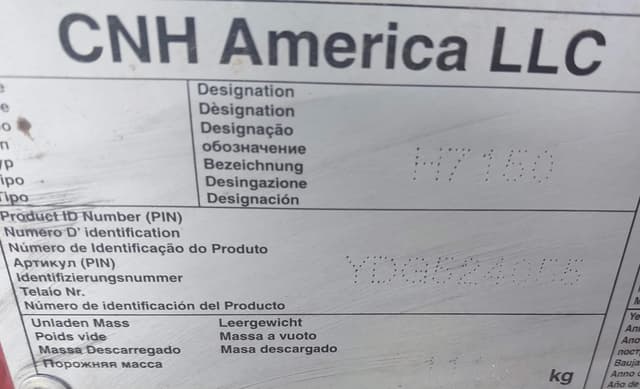 CNH America LLC
Designation
Dèsignation
Designação
обозначение
Bezeichnung
Desingazione
Designación
H7150
Product ID Number (PIN)
Numero D' identification
Número de Identificação do Produto
Артикул (PIN)
Identifizierungsnummer
Telaio Nr.
Número de identificación del Producto
Unladen Mass
Poids vide
Massa Descarregado
Порожняя масса
Leergewicht
Massa a vuoto
Masa descargado
kg